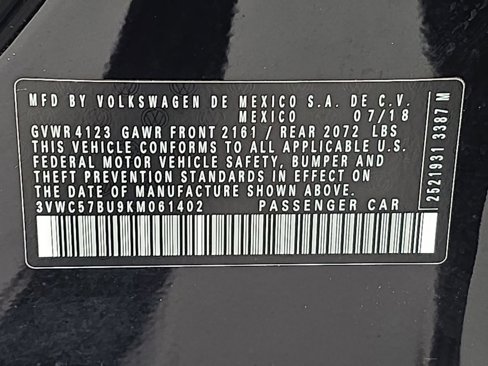 MFD BY VOLKSWAGEN DE MEXICO S.A. DE C.V.
MEXICO 07/18
GVWR 4123 GAWR FRONT 2161 / REAR 2072 LBS
THIS VEHICLE CONFORMS TO ALL APPLICABLE U.S.
FEDERAL MOTOR VEHICLE SAFETY, BUMPER AND
THEFT PREVENTION STANDARDS IN EFFECT ON
THE DATE OF MANUFACTURE SHOWN ABOVE.
3VWC57BU9KM061402 PASSENGER CAR
2521931 3387 M